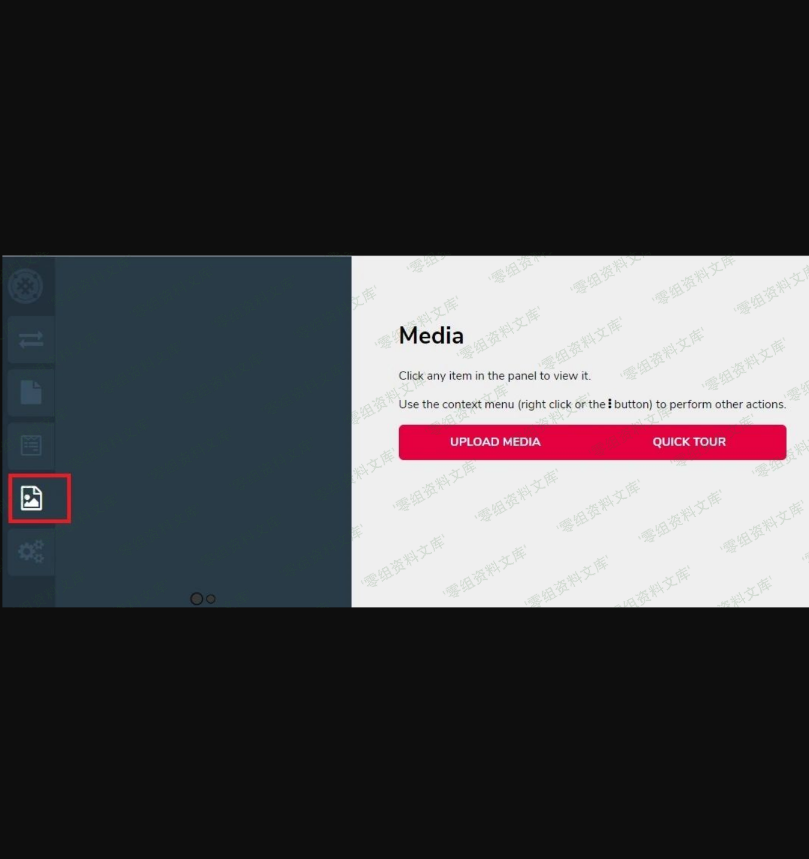 Media
Click any item in the panel to view it.
Use the context menu (right click or the ⋮ button) to perform other actions.
UPLOAD MEDIA
QUICK TOUR
零组资料文库